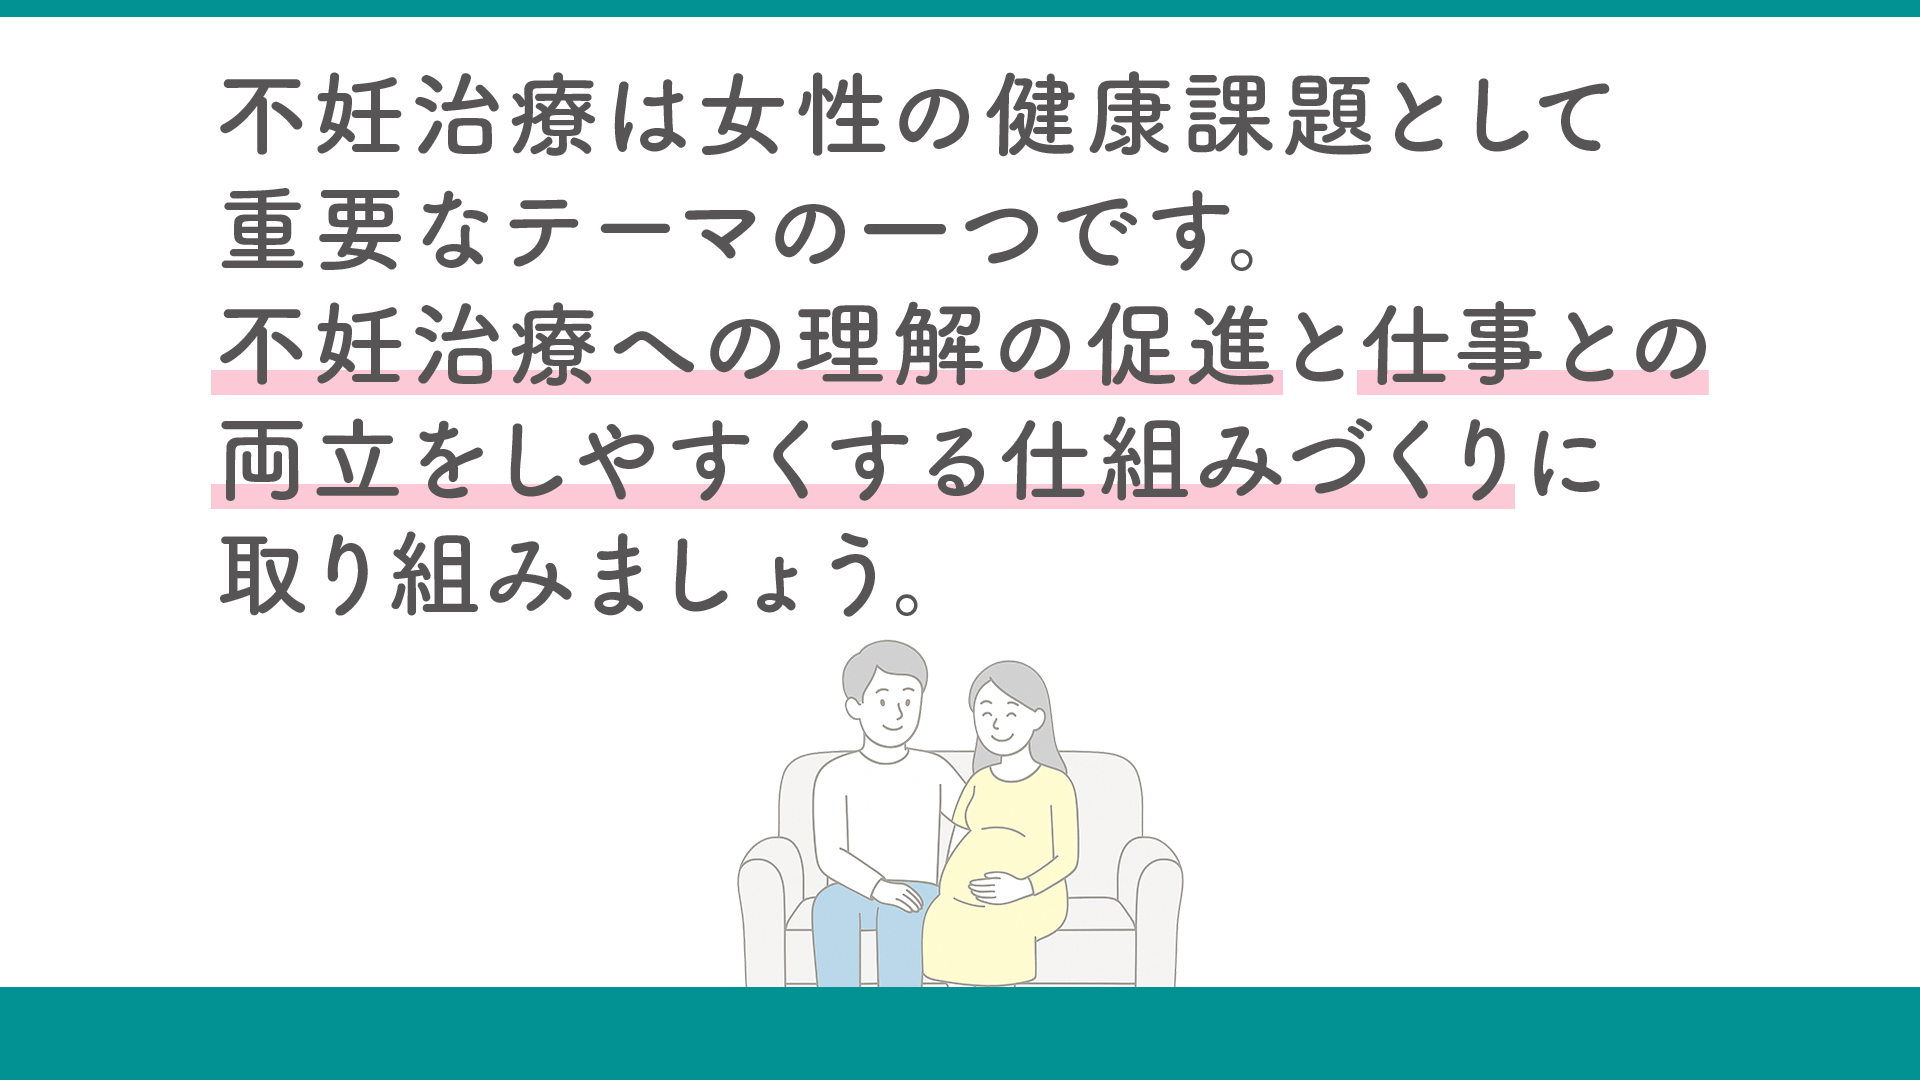 不妊治療は女性の健康課題として
重要なテーマの一つです。
不妊治療への理解の促進と仕事との
両立をしやすくする仕組みづくりに
取り組みましょう。